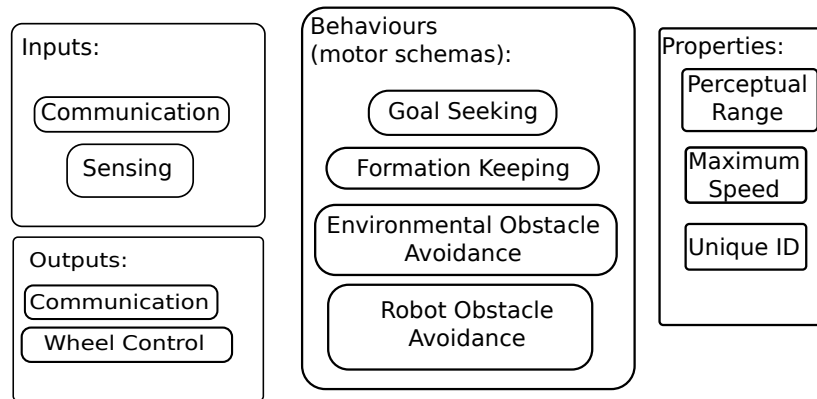 Inputs:
Communication
Sensing
Outputs:
Communication
Wheel Control
Behaviours
(motor schemas):
Goal Seeking
Formation Keeping
Environmental Obstacle
Avoidance
Robot Obstacle
Avoidance
Properties:
Perceptual
Range
Maximum
Speed
Unique ID